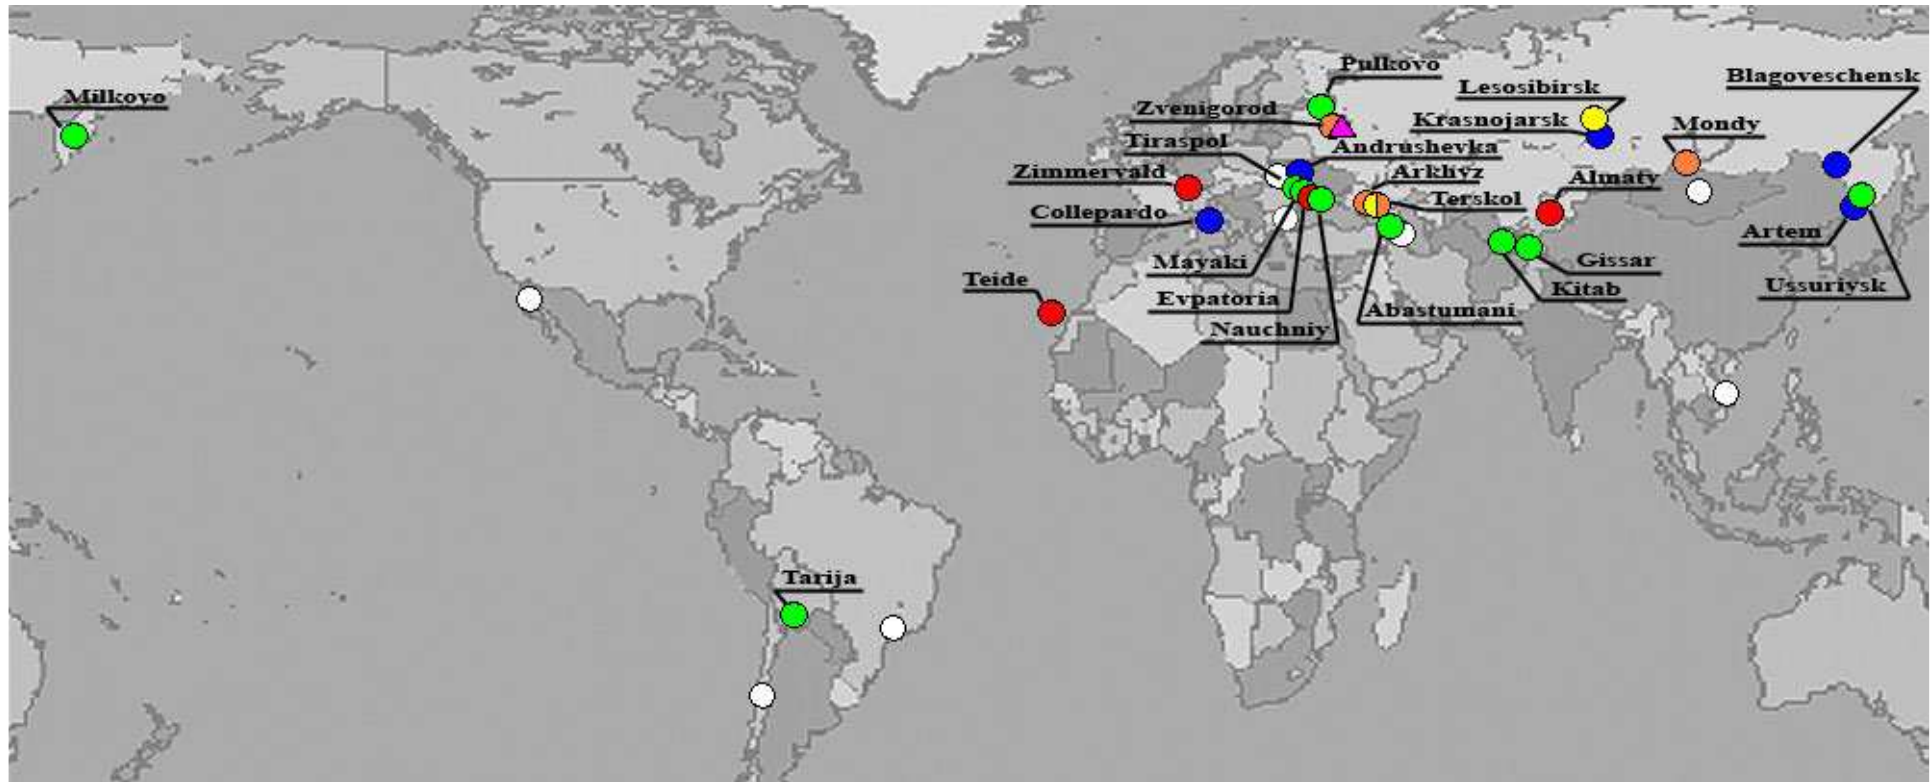 Pulkovo
Blagoveschensk
Lesosibirsk
Milkovo
Zvenigorod
Krasnojarsk
Mondy
Tiraspol
Andrushevka
Zimmervald
Arkhyz
Almaty
Terskol
Collepardo
Artem
Mayaki
Gissar
Teide
Kitab
Ussuriysk
Evpatoria
Abastumani
Nauchniy
Tarija